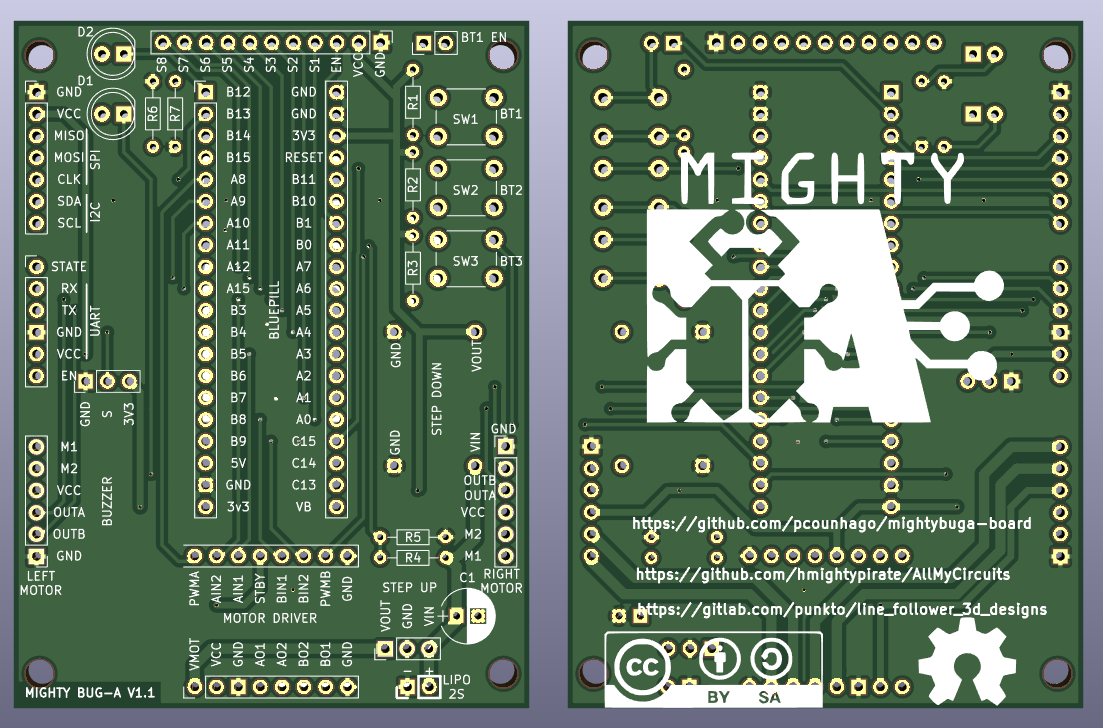 D2
D1
S8
S7
S6
S5
S4
S3
S2
S1
EN
VCC
GND
BT1 EN
GND
VCC
MISO
MOSI
CLK
SDA
SCL
SPI
I2C
R6
R7
B12
B13
B14
B15
A8
A9
A10
A11
A12
A15
B3
B4
B5
B6
B7
B8
B9
5V
GND
3v3
BLUEPILL
GND
GND
3V3
RESET
B11
B10
B1
B0
A7
A6
A5
A4
A3
A2
A1
A0
C15
C14
C13
VB
R1
R2
R3
SW1
BT1
SW2
BT2
SW3
BT3
STATE
RX
TX
GND
VCC
EN
UART
GND
S
3V3
BUZZER
GND
VOUT
STEP DOWN
GND
VIN
M1
M2
VCC
OUTA
OUTB
GND
LEFT
MOTOR
GND
OUTB
OUTA
VCC
M2
M1
RIGHT
MOTOR
R5
R4
PWMA
AIN2
AIN1
STBY
BIN1
BIN2
PWMB
GND
MOTOR DRIVER
VMOT
VCC
GND
AO1
AO2
BO2
BO1
GND
STEP UP
VOUT
GND
VIN
C1
+
-
+
LIPO
2S
MIGHTY BUG-A V1.1
MIGHTY
A
https://github.com/pcounhago/mightybuga-board
https://github.com/hmightypirate/AllMyCircuits
https://gitlab.com/punkto/line_follower_3d_designs
cc
BY SA